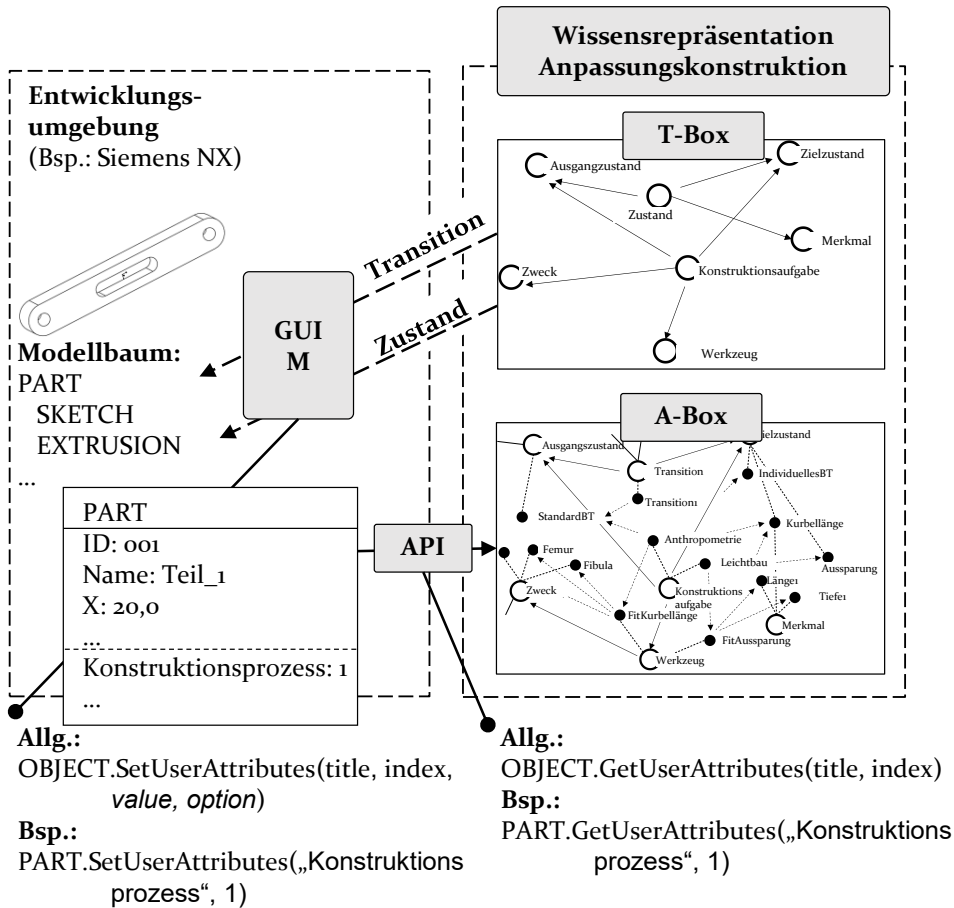 Wissensrepräsentation
Anpassungskonstruktion
Entwicklungs-
umgebung
(Bsp.: Siemens NX)
T-Box
Ausgangzustand
Zielzustand
Zustand
Merkmal
Zweck
Konstruktionsaufgabe
Werkzeug
Transition
Zustand
GUI
M
Modellbaum:
PART
SKETCH
EXTRUSION
...
A-Box
Ausgangszustand
ielzustand
Transition
IndividuellesBT
Transition1
StandardBT
Kurbellänge
Anthropometrie
Femur
Leichtbau
Aussparung
Fibula
Länge1
Zweck
Konstruktions
aufgabe
Tiefe1
FitKurbellänge
Merkmal
FitAussparung
Werkzeug
PART
ID: 001
Name: Teil_1
X: 20,0
...
Konstruktionsprozess: 1
...
API
Allg.:
OBJECT.SetUserAttributes(title, index,
value, option)
Bsp.:
PART.SetUserAttributes(„Konstruktions
prozess“, 1)
Allg.:
OBJECT.GetUserAttributes(title, index)
Bsp.:
PART.GetUserAttributes(„Konstruktions
prozess“, 1)